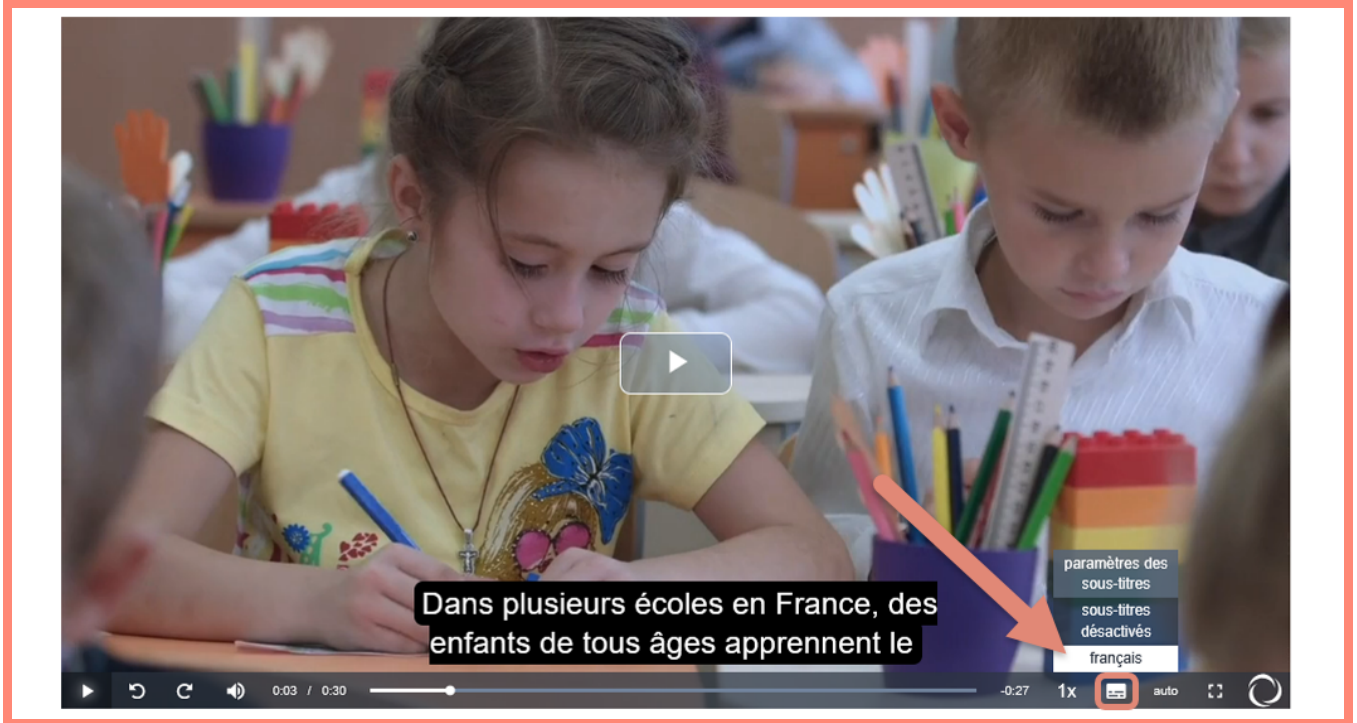 Dans plusieurs écoles en France, des
enfants de tous âges apprennent le
paramètres des
sous-titres
sous-titres
désactivés
français
0:03 / 0:30
-0:27
1x
auto